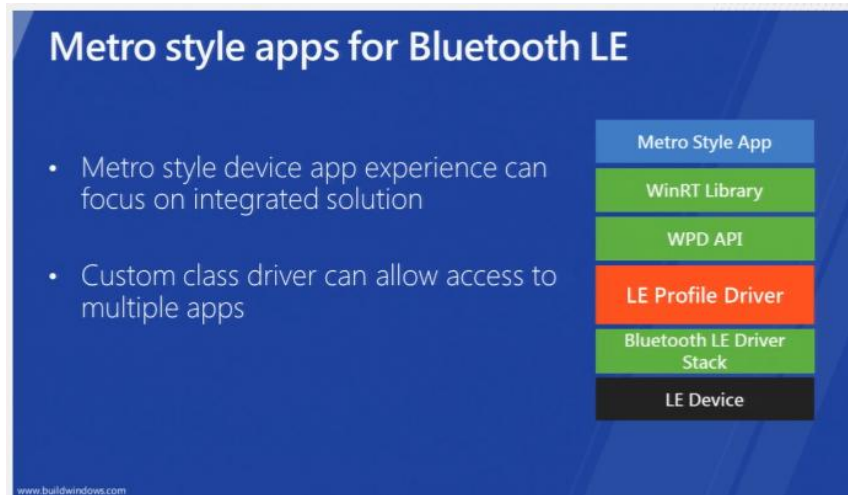 Metro style apps for Bluetooth LE
• Metro style device app experience can
focus on integrated solution
• Custom class driver can allow access to
multiple apps
Metro Style App
WinRT Library
WPD API
LE Profile Driver
Bluetooth LE Driver
Stack
LE Device
www.buildwindows.com